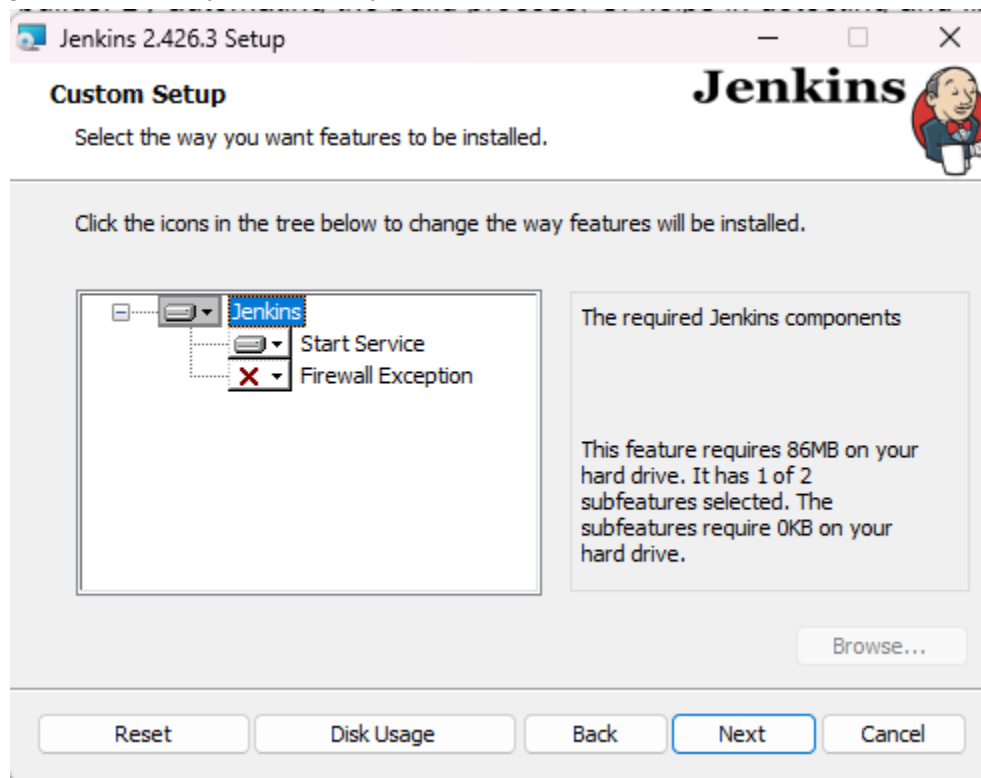 Jenkins 2.426.3 Setup
Custom Setup
Jenkins
Select the way you want features to be installed.
Click the icons in the tree below to change the way features will be installed.
Jenkins
Start Service
Firewall Exception
The required Jenkins components
This feature requires 86MB on your
hard drive. It has 1 of 2
subfeatures selected. The
subfeatures require 0KB on your
hard drive.
Browse...
Reset
Disk Usage
Back
Next
Cancel